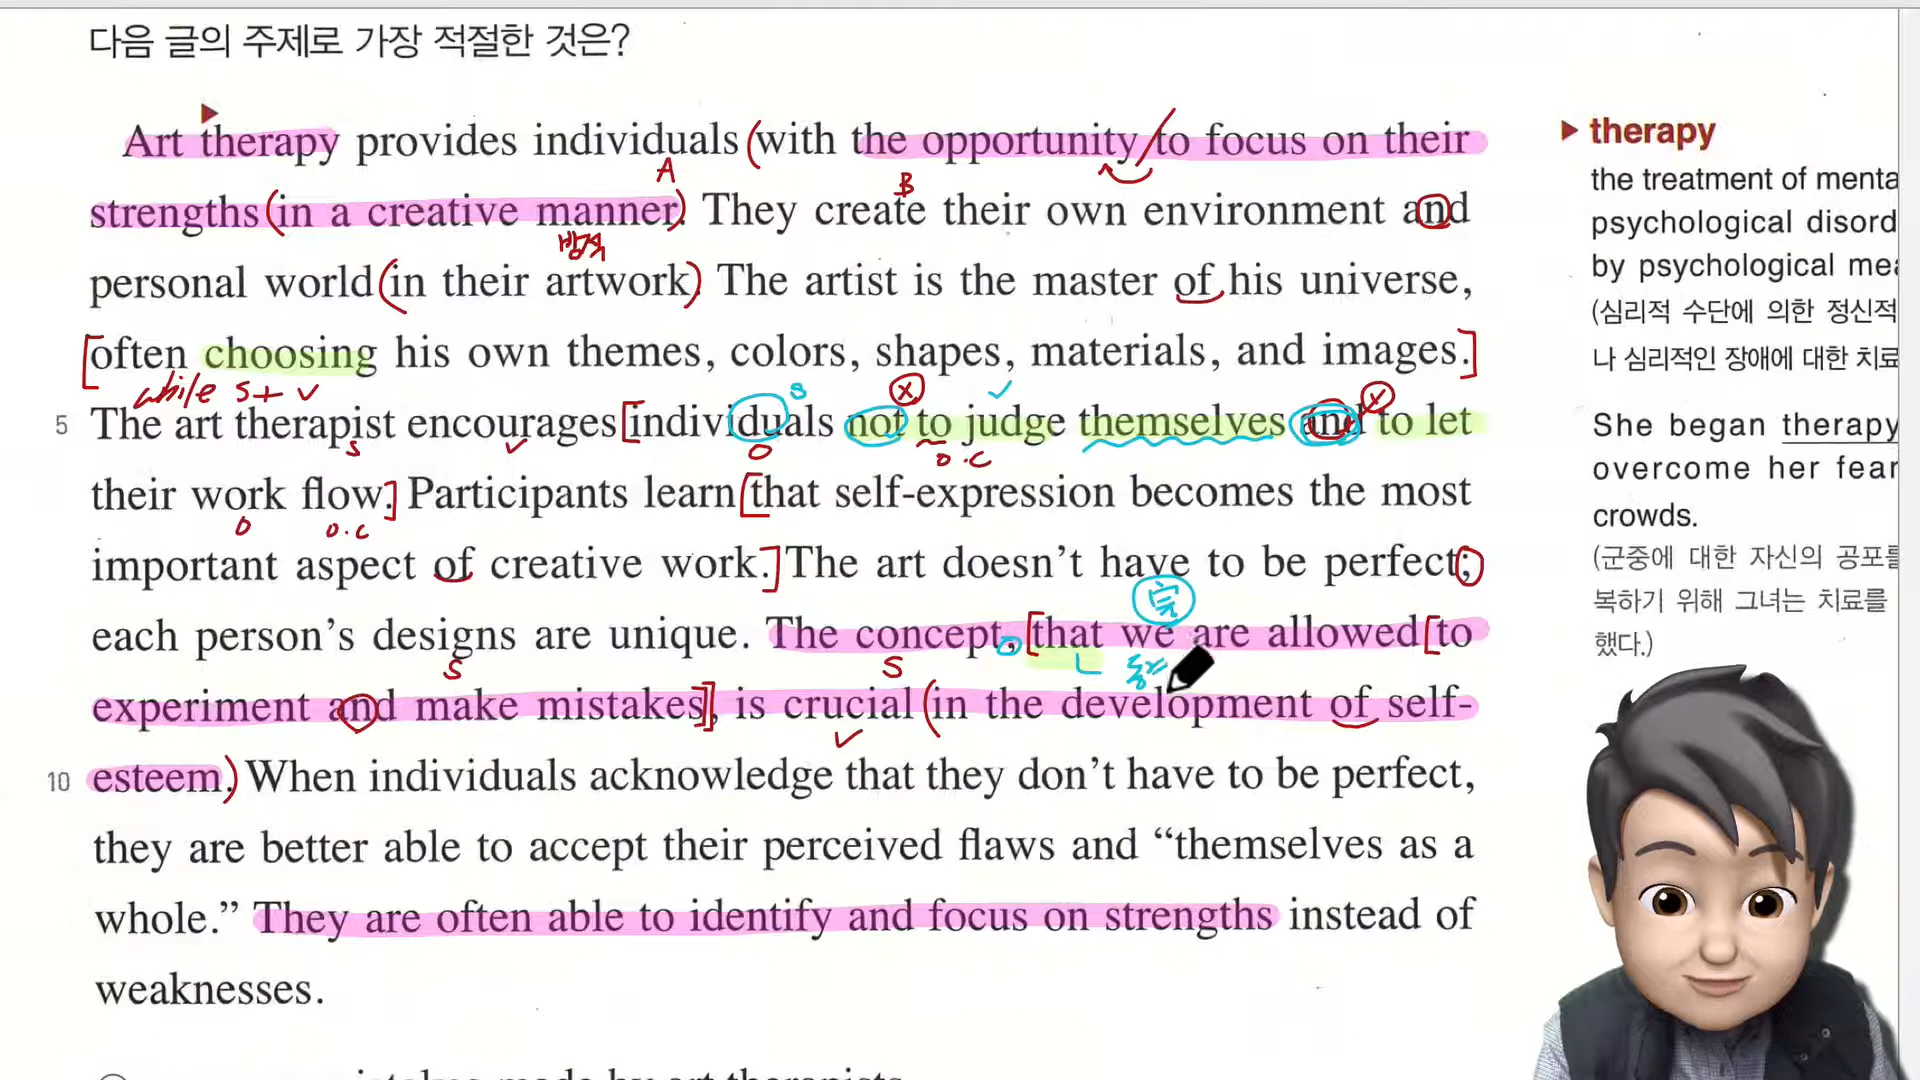 다음 글의 주제로 가장 적절한 것은?
Art therapy provides individuals (with the opportunity / to focus on their
A
B
strengths (in a creative manner). They create their own environment and
방식
personal world (in their artwork). The artist is the master of his universe,
[often choosing his own themes, colors, shapes, materials, and images.]
while s+v
5 The art therapist encourages [individuals not to judge themselves and to let
s
v
o
o.c
their work flow.] Participants learn [that self-expression becomes the most
o
o.c
important aspect of creative work.] The art doesn't have to be perfect;
完
each person's designs are unique. The concept, [that we are allowed [to
s
s
experiment and make mistakes]], is crucial (in the development of self-
10 esteem.) When individuals acknowledge that they don't have to be perfect,
they are better able to accept their perceived flaws and “themselves as a
whole.” They are often able to identify and focus on strengths instead of
weaknesses.
▶ therapy
the treatment of menta
psychological disord
by psychological mea
(심리적 수단에 의한 정신적
나 심리적인 장애에 대한 치료
She began therapy
overcome her fear
crowds.
(군중에 대한 자신의 공포를
복하기 위해 그녀는 치료를
했다.)
made by art therapists